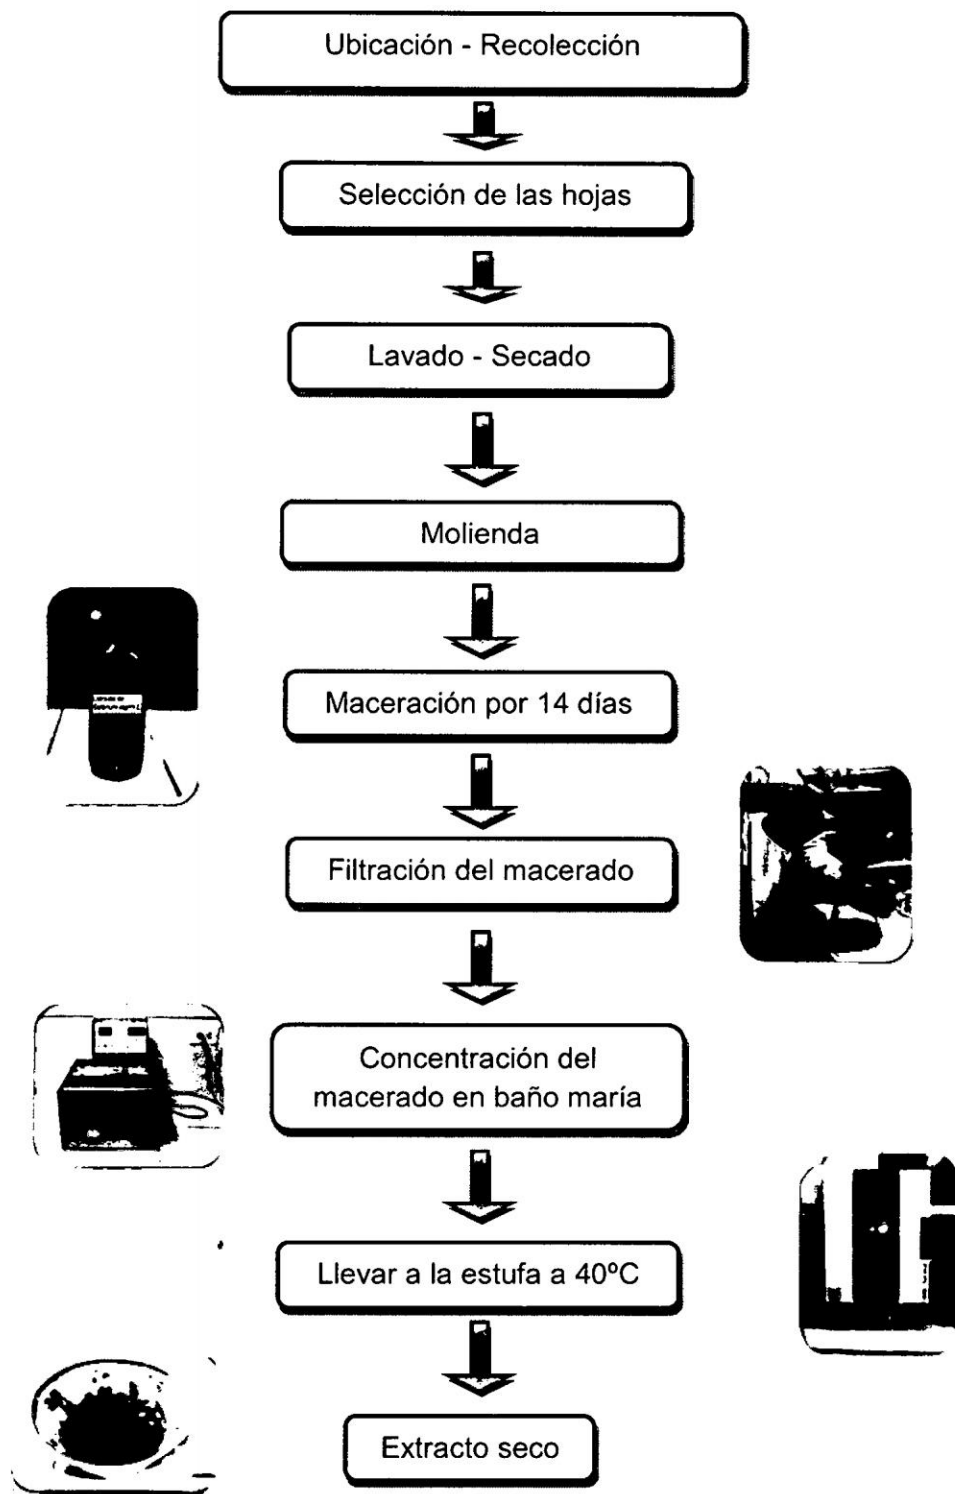 Ubicación - Recolección
Selección de las hojas
Lavado - Secado
Molienda
Maceración por 14 días
Filtración del macerado
Concentración del
macerado en baño maría
Llevar a la estufa a 40ºC
Extracto seco